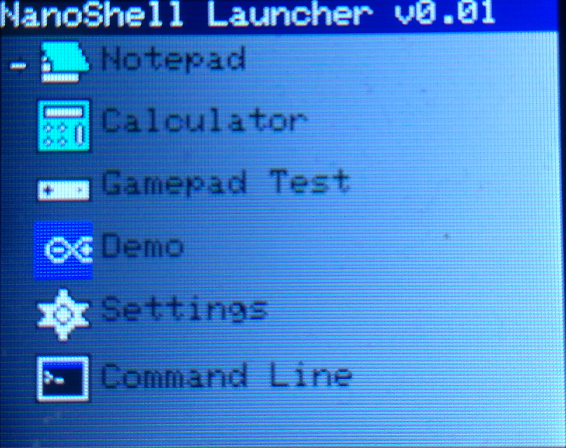 NanoShell Launcher v0.01
Notepad
Calculator
Gamepad Test
Demo
Settings
Command Line